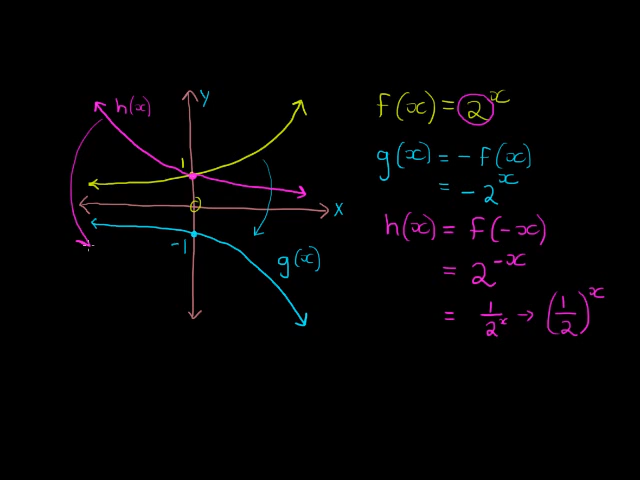 h(x)
y
1
0
x
-1
g(x)
f(x) = 2^x
g(x) = -f(x)
= -2^x
h(x) = f(-x)
= 2^-x
= 1/2^x → (1/2)^x